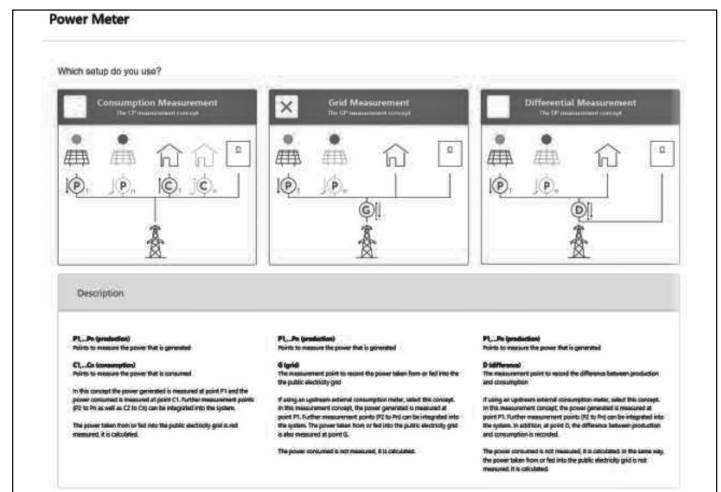 Power Meter
Which setup do you use?
Consumption Measurement
The CP measurement concept
P 1
P n
C 1
C n
Grid Measurement
The GP measurement concept
P 1
P n
G
Differential Measurement
The DP measurement concept
P 1
P n
D
Description
P1,...Pn (production)
Points to measure the power that is generated
C1,...Cn (consumption)
Points to measure the power that is consumed
In this concept the power generated is measured at point P1 and the
power consumed is measured at point C1. Further measurement points
(P2 to Pn as well as C2 to Cn) can be integrated into the system.
The power taken from or fed into the public electricity grid is not
measured, it is calculated.
P1,...Pn (production)
Points to measure the power that is generated
G (grid)
The measurement point to record the power taken from or fed into the
the public electricity grid
If using an upstream external consumption meter, select this concept.
In this measurement concept, the power generated is measured at
point P1. Further measurement points (P2 to Pn) can be integrated into
the system. The power taken from or fed into the public electricity grid
is also measured at point G.
The power consumed is not measured, it is calculated.
P1,...Pn (production)
Points to measure the power that is generated
D (difference)
The measurement point to record the difference between production
and consumption
If using an upstream external consumption meter, select this concept.
In this measurement concept, the power generated is measured at
point P1. Further measurement points (P2 to Pn) can be integrated into
the system. In addition, at point D, the difference between production
and consumption is recorded.
The power consumed is not measured, it is calculated. In the same way,
the power taken from or fed into the public electricity grid is not
measured. It is calculated.